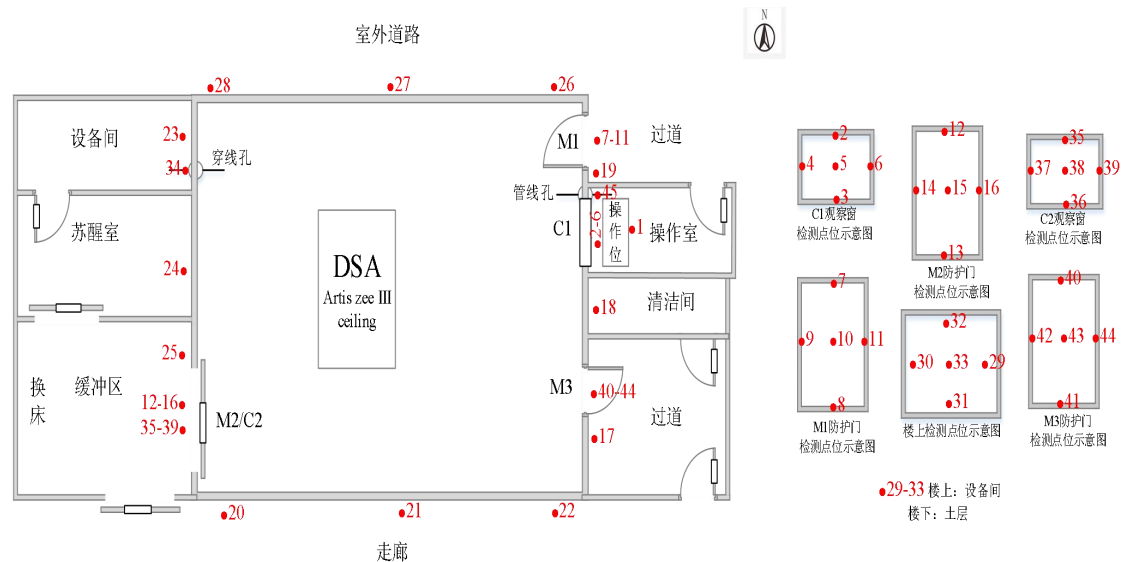 室外道路
N
28
27
26
设备间
23
34
穿线孔
M1
7-11
过道
19
管线孔
45
苏醒室
24
DSA
Artis zee III
ceiling
C1
2-6
操
作
位
1
操作室
18
清洁间
25
换
床
缓冲区
12-16
35-39
M2/C2
M3
40-44
17
过道
20
21
22
走廊
2
4
5
6
3
C1观察窗
检测点位示意图
12
14
15
16
13
M2防护门
检测点位示意图
35
37
38
39
36
C2观察窗
检测点位示意图
7
9
10
11
8
M1防护门
检测点位示意图
32
30
33
29
31
楼上检测点位示意图
40
42
43
44
41
M3防护门
检测点位示意图
29-33 楼上：设备间
楼下：土层